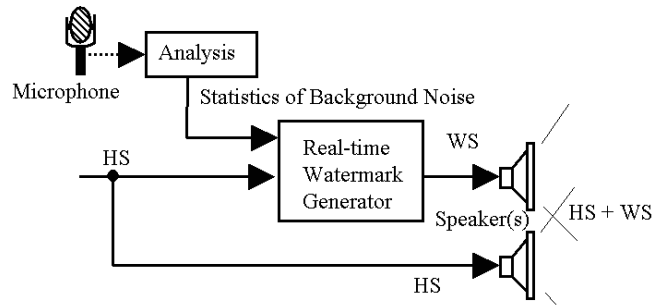 Analysis
Microphone
Statistics of Background Noise
HS
Real-time
Watermark
Generator
WS
Speaker(s)
HS + WS
HS